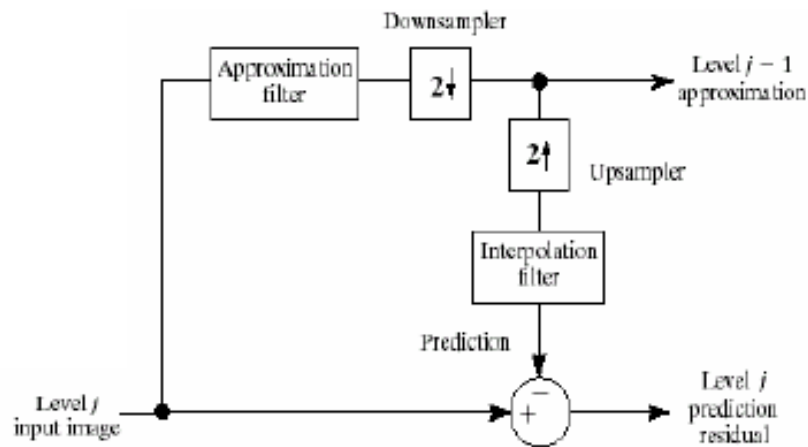 Downsampler
Approximation
filter
2↓
Level j − 1
approximation
2↑
Upsampler
Interpolation
filter
Prediction
−
+
Level j
input image
Level j
prediction
residual